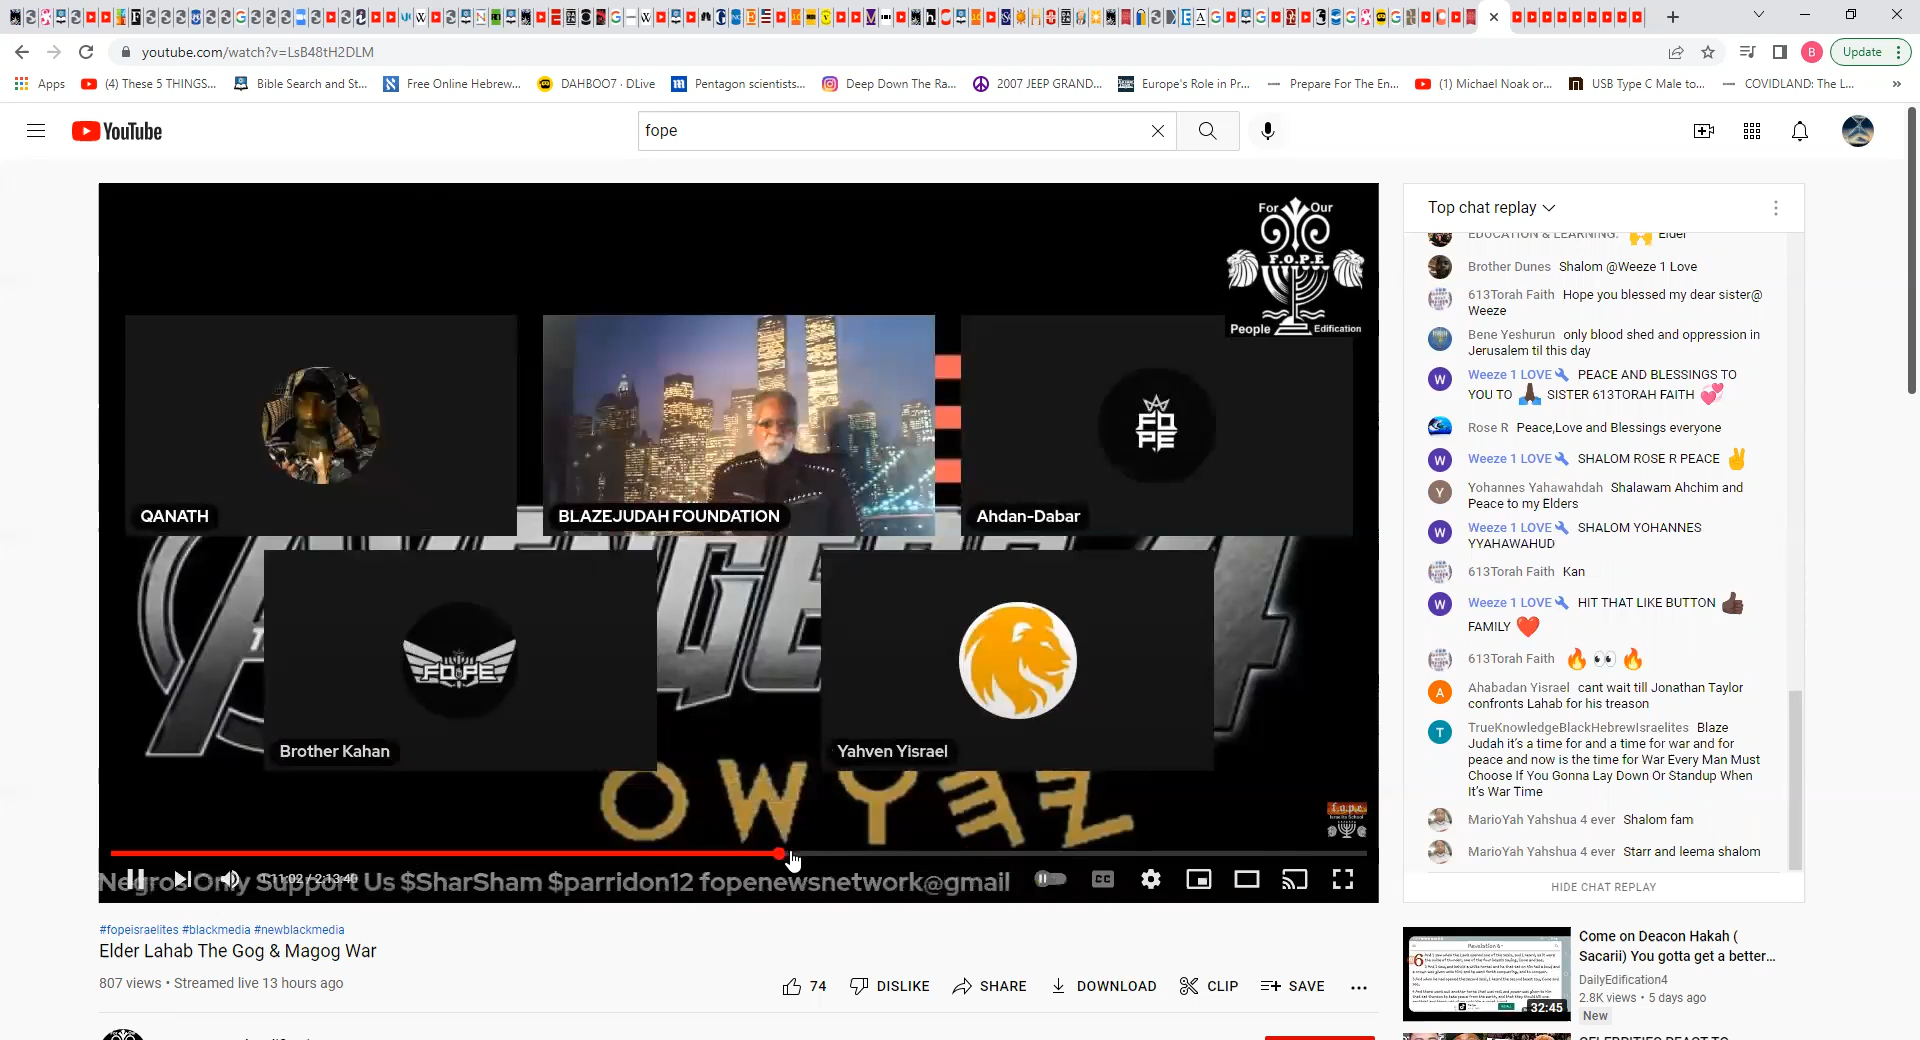 youtube.com/watch?v=LsB48tH2DLM
Update
B
Apps
(4) These 5 THINGS...
Bible Search and St...
Free Online Hebrew...
DAHBOO7 · DLive
Pentagon scientists...
Deep Down The Ra...
2007 JEEP GRAND...
Europe's Role in Pr...
Prepare For The En...
(1) Michael Noak or...
USB Type C Male to...
COVIDLAND: The L...
YouTube
fope
For Our
F.O.P.E
People Edification
QANATH
BLAZEJUDAH FOUNDATION
FOPE
Ahdan-Dabar
FOPE
Brother Kahan
Yahven Yisrael
f.o.p.e
Negros Only Support Us $SharSham $parridon12 fopenewsnetwork@gmail
1:11:02 / 2:13:40
CC
#fopeisraelites #blackmedia #newblackmedia
Elder Lahab The Gog & Magog War
807 views • Streamed live 13 hours ago
74
DISLIKE
SHARE
DOWNLOAD
CLIP
SAVE
Top chat replay
EDUCATION & LEARNING. Elder
Brother Dunes Shalom @Weeze 1 Love
613Torah Faith Hope you blessed my dear sister@
Weeze
Bene Yeshurun only blood shed and oppression in
Jerusalem til this day
W
Weeze 1 LOVE PEACE AND BLESSINGS TO
YOU TO SISTER 613TORAH FAITH
Rose R Peace,Love and Blessings everyone
W
Weeze 1 LOVE SHALOM ROSE R PEACE
Y
Yohannes Yahawahdah Shalawam Ahchim and
Peace to my Elders
W
Weeze 1 LOVE SHALOM YOHANNES
YYAHAWAHUD
613Torah Faith Kan
W
Weeze 1 LOVE HIT THAT LIKE BUTTON
FAMILY
613Torah Faith
A
Ahabadan Yisrael cant wait till Jonathan Taylor
confronts Lahab for his treason
T
TrueKnowledgeBlackHebrewIsraelites Blaze
Judah it's a time for and a time for war and for
peace and now is the time for War Every Man Must
Choose If You Gonna Lay Down Or Standup When
It's War Time
MarioYah Yahshua 4 ever Shalom fam
MarioYah Yahshua 4 ever Starr and leema shalom
HIDE CHAT REPLAY
Revelation 6
32:45
Come on Deacon Hakah (
Sacarii) You gotta get a better...
DailyEdification4
2.8K views • 5 days ago
New